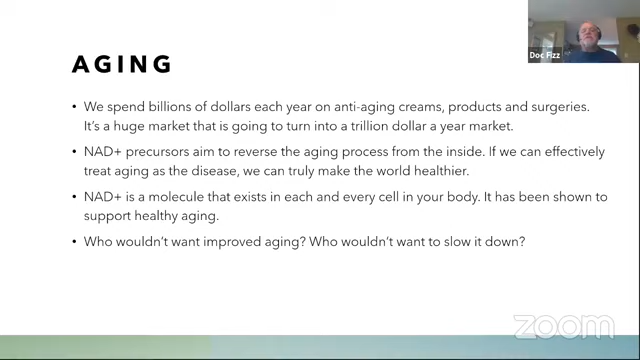 Doc Fizz
AGING
• We spend billions of dollars each year on anti-aging creams, products and surgeries.
It's a huge market that is going to turn into a trillion dollar a year market.
• NAD+ precursors aim to reverse the aging process from the inside. If we can effectively
treat aging as the disease, we can truly make the world healthier.
• NAD+ is a molecule that exists in each and every cell in your body. It has been shown to
support healthy aging.
• Who wouldn't want improved aging? Who wouldn't want to slow it down?
zoom